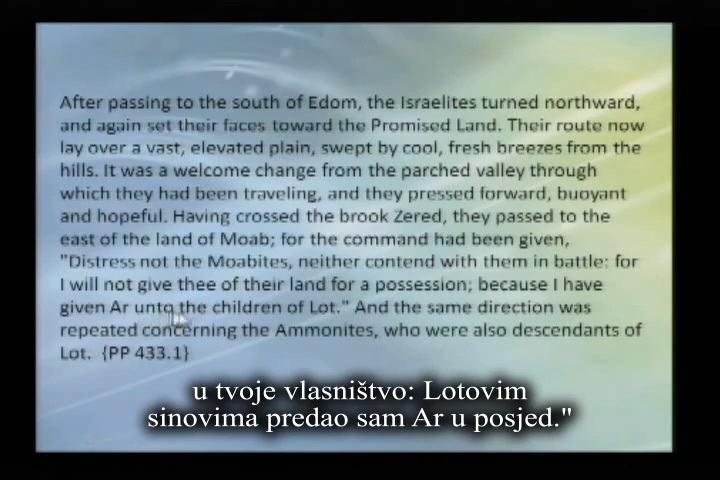 After passing to the south of Edom, the Israelites turned northward,
and again set their faces toward the Promised Land. Their route now
lay over a vast, elevated plain, swept by cool, fresh breezes from the
hills. It was a welcome change from the parched valley through
which they had been traveling, and they pressed forward, buoyant
and hopeful. Having crossed the brook Zered, they passed to the
east of the land of Moab; for the command had been given,
"Distress not the Moabites, neither contend with them in battle: for
I will not give thee of their land for a possession; because I have
given Ar unto the children of Lot." And the same direction was
repeated concerning the Ammonites, who were also descendants of
Lot. {PP 433.1}
u tvoje vlasništvo: Lotovim
sinovima predao sam Ar u posjed."